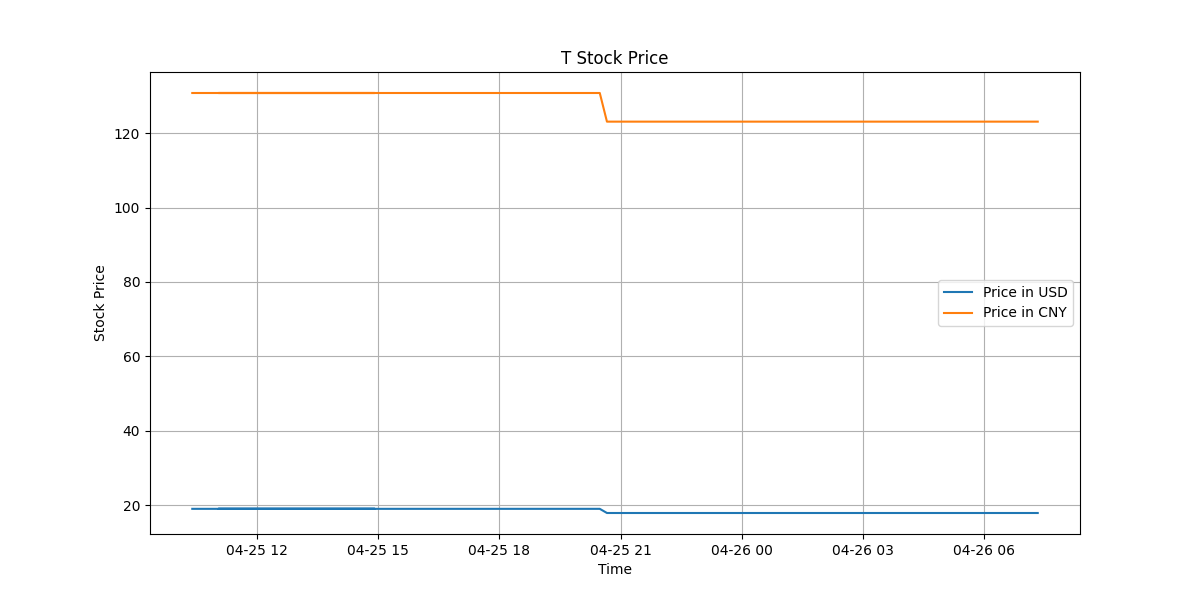 T Stock Price
120
100
80
60
40
20
Stock Price
Price in USD
Price in CNY
04-25 12
04-25 15
04-25 18
04-25 21
04-26 00
04-26 03
04-26 06
Time